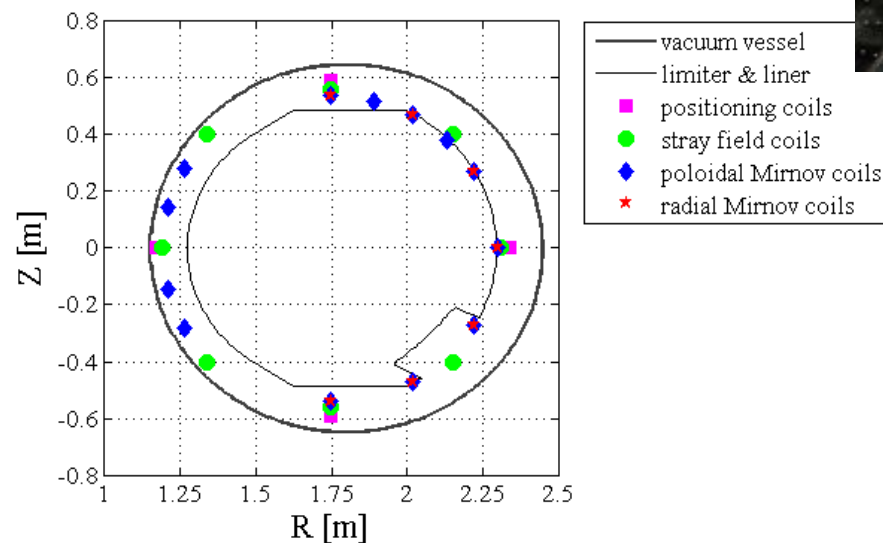 0.8
0.6
0.4
0.2
0
-0.2
-0.4
-0.6
-0.8
Z [m]
1
1.25
1.5
1.75
2
2.25
2.5
R [m]
vacuum vessel
limiter & liner
positioning coils
stray field coils
poloidal Mirnov coils
radial Mirnov coils